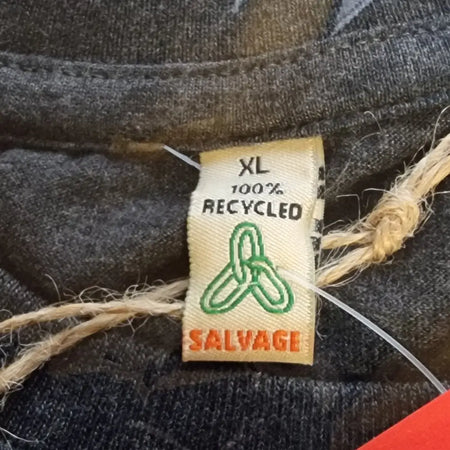 XL
100%
RECYCLED
SALVAGE